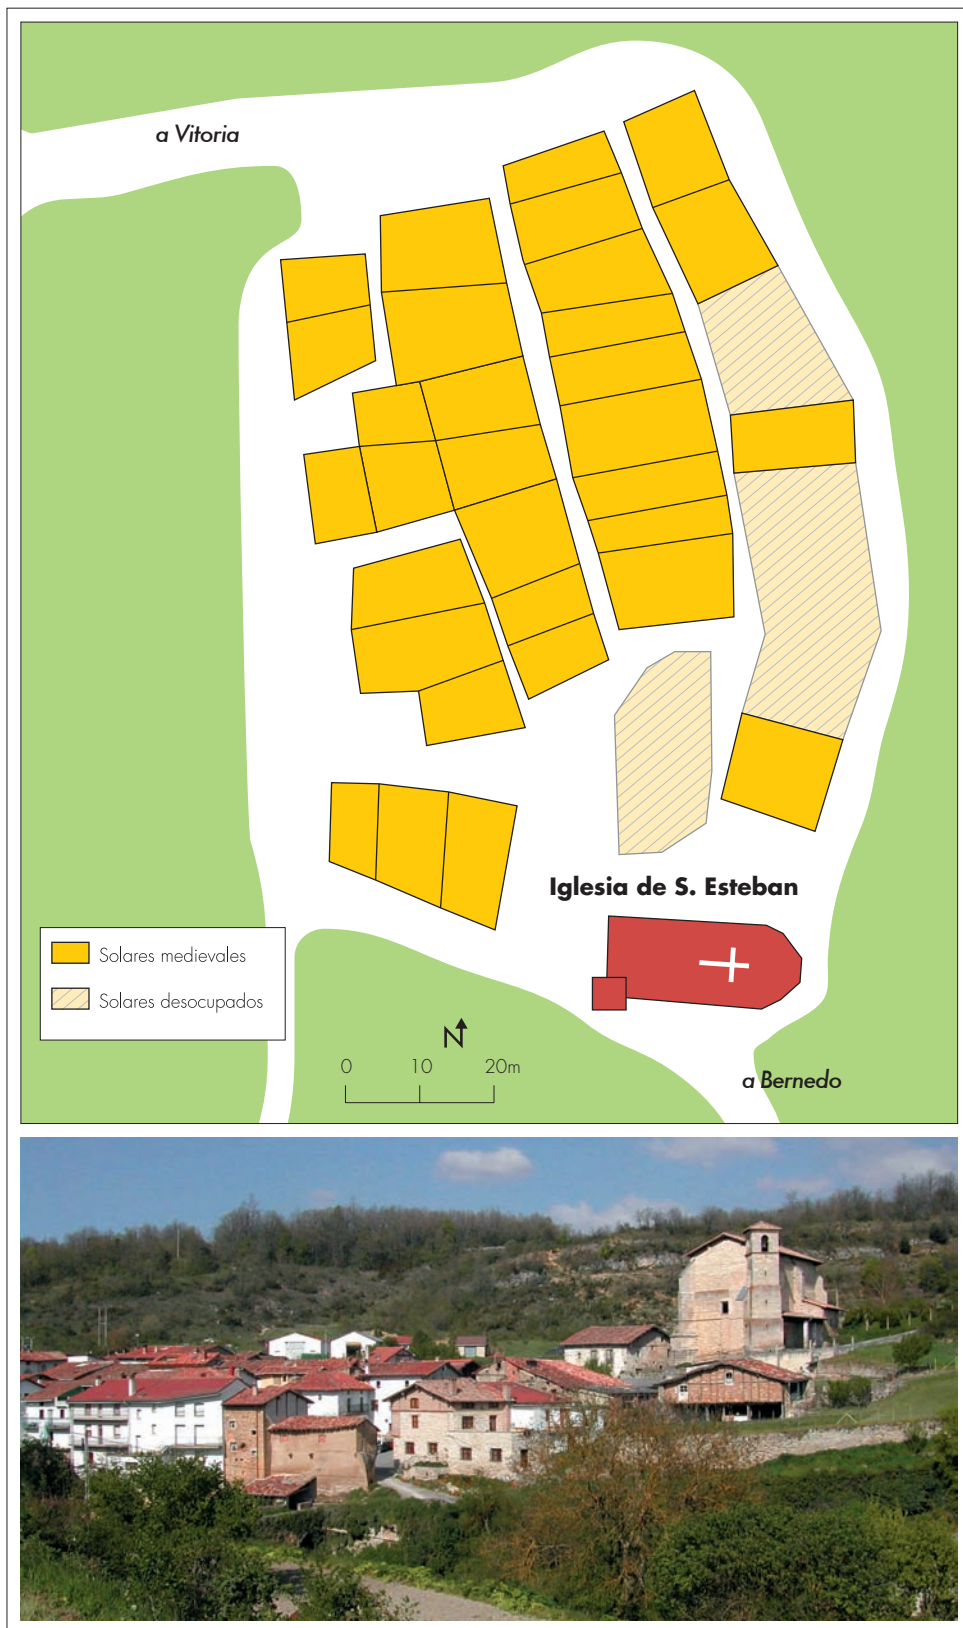 a Vitoria
Iglesia de S. Esteban
Solares medievales
Solares desocupados
N
0 10 20m
a Bernedo